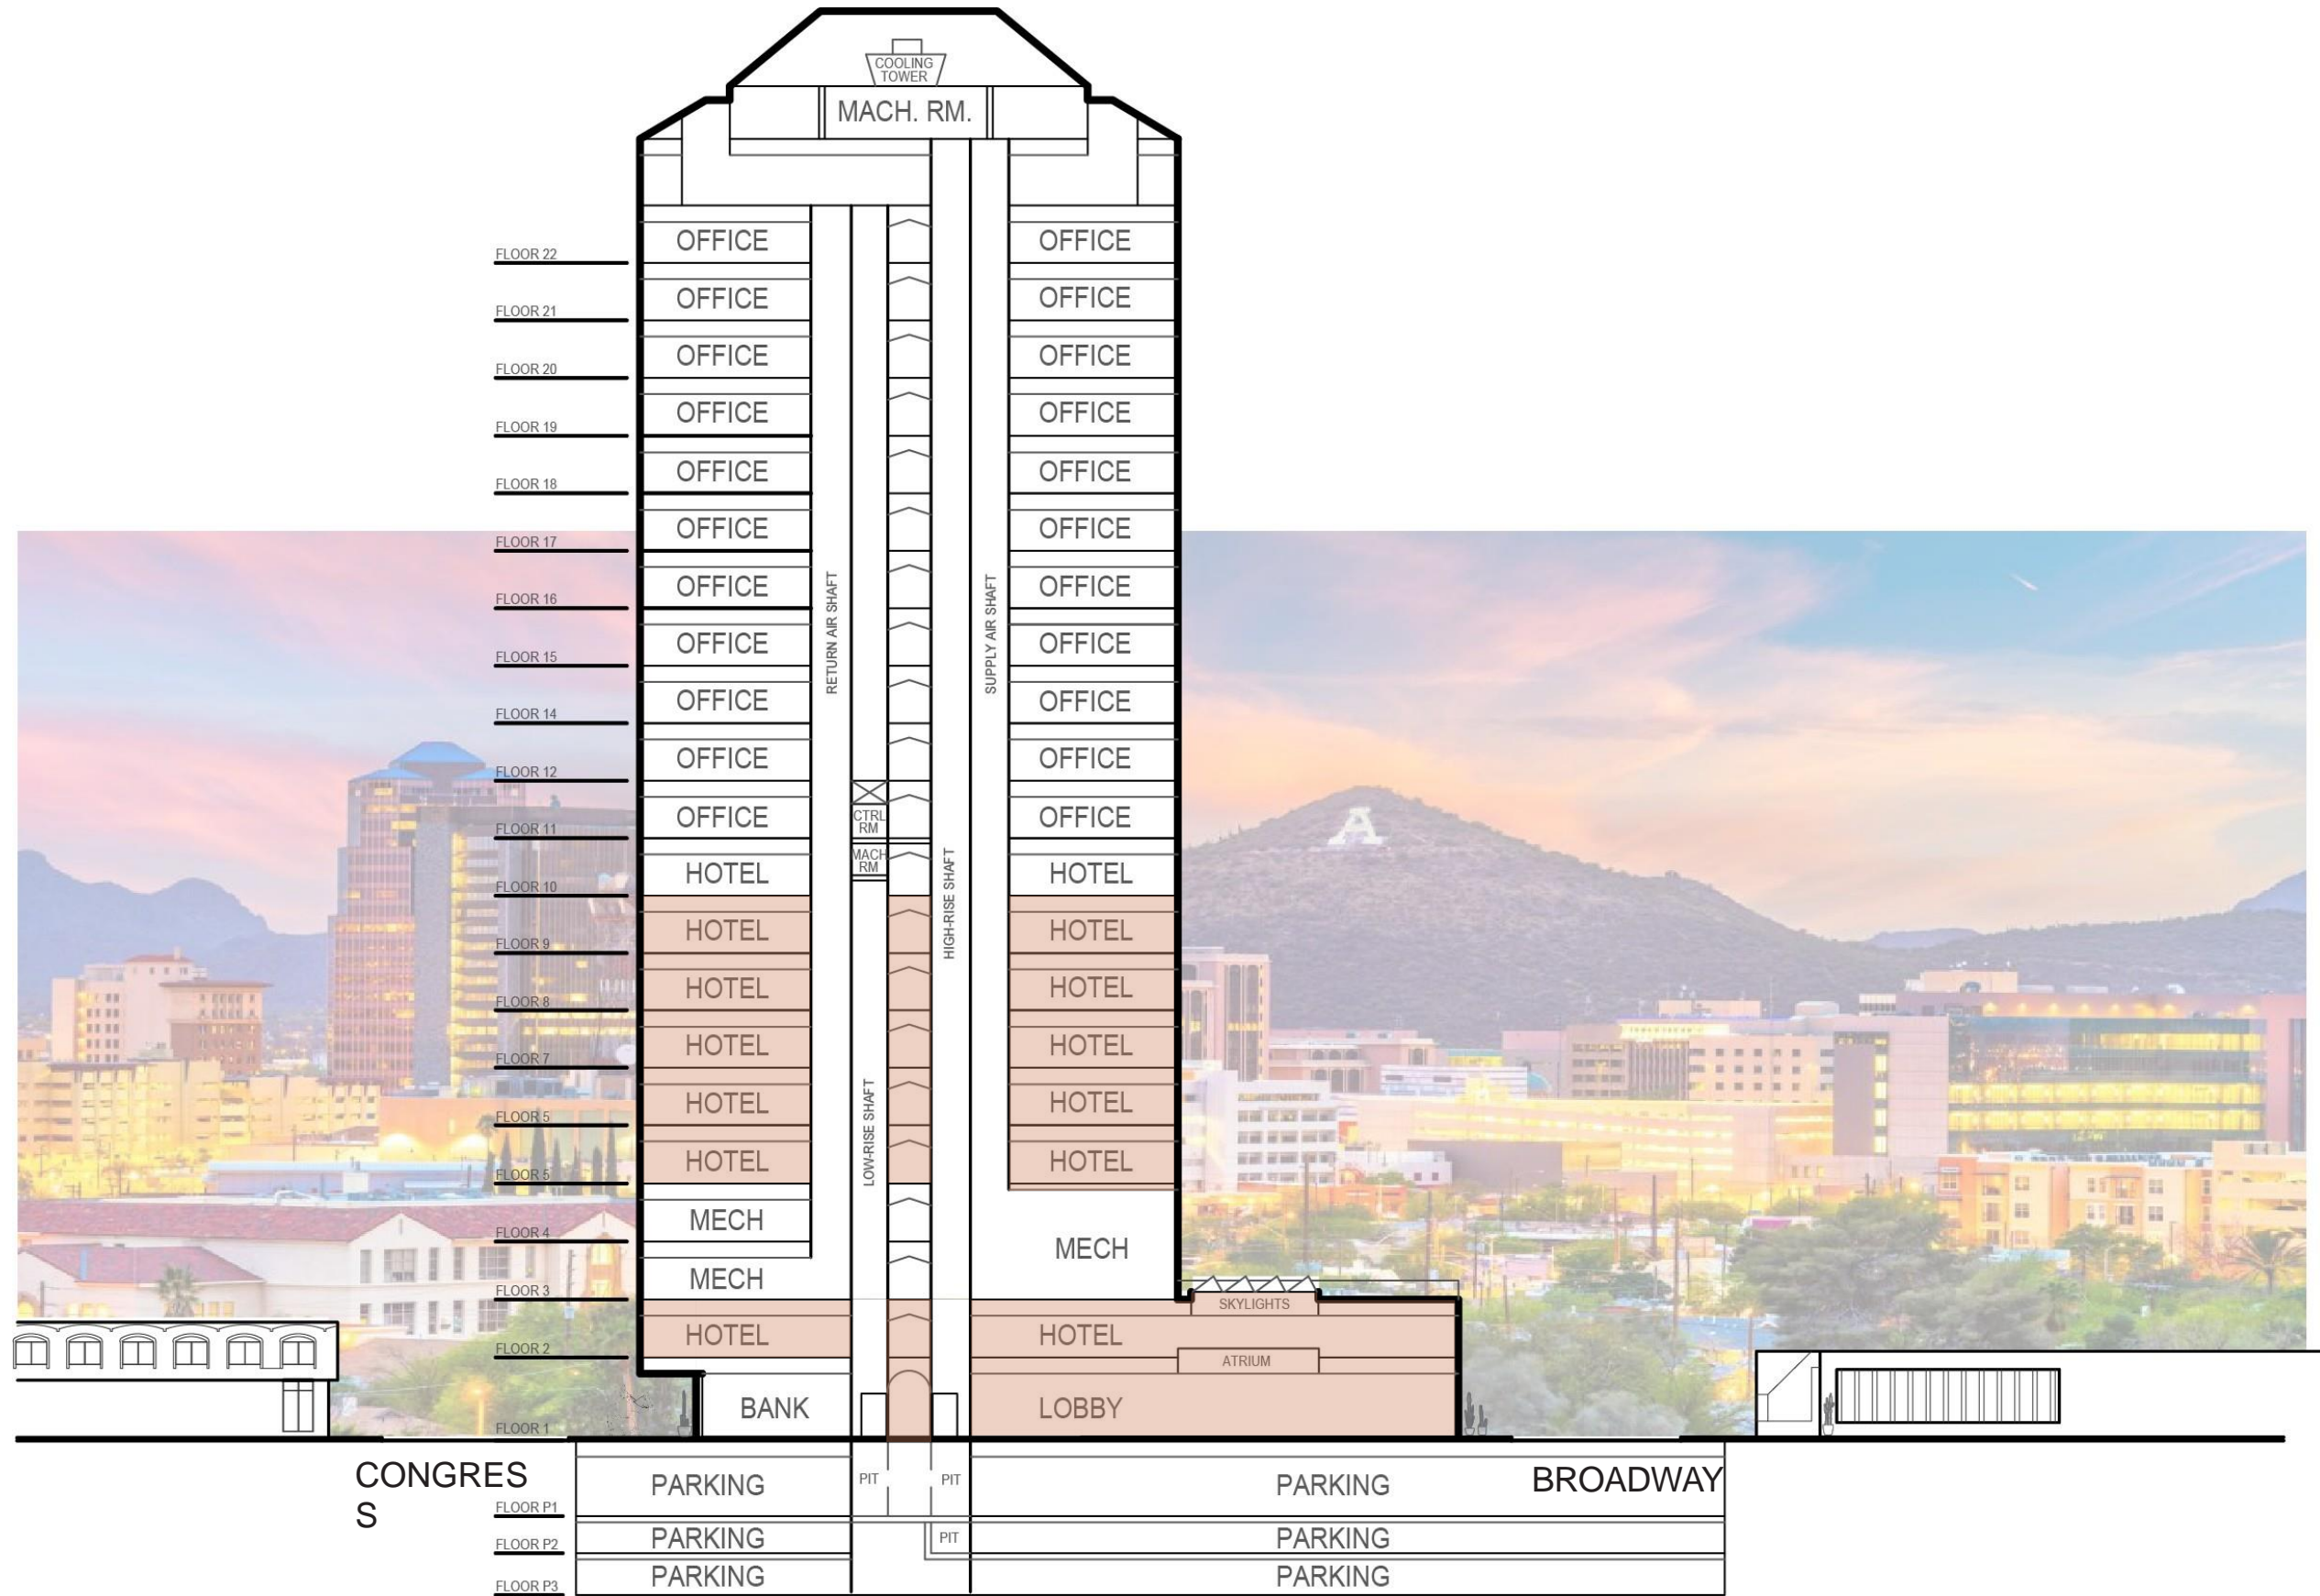 COOLING
TOWER
MACH. RM.
OFFICE OFFICE
FLOOR 22
OFFICE OFFICE
FLOOR 21
OFFICE OFFICE
FLOOR 20
OFFICE OFFICE
FLOOR 19
OFFICE OFFICE
FLOOR 18
OFFICE OFFICE
FLOOR 17
OFFICE OFFICE
FLOOR 16
RETURN AIR SHAFT
SUPPLY AIR SHAFT
OFFICE OFFICE
FLOOR 15
OFFICE OFFICE
FLOOR 14
OFFICE OFFICE
FLOOR 12
OFFICE OFFICE
CTRL
RM
FLOOR 11
MACH
RM
HOTEL HOTEL
FLOOR 10
HIGH-RISE SHAFT
HOTEL HOTEL
FLOOR 9
HOTEL HOTEL
FLOOR 8
HOTEL HOTEL
FLOOR 7
HOTEL HOTEL
FLOOR 5
LOW-RISE SHAFT
HOTEL HOTEL
FLOOR 5
MECH
FLOOR 4
MECH
MECH
FLOOR 3
SKYLIGHTS
HOTEL HOTEL
FLOOR 2
ATRIUM
BANK LOBBY
FLOOR 1
CONGRES
S
BROADWAY
PARKING PIT PIT PARKING
FLOOR P1
PARKING PIT PARKING
FLOOR P2
PARKING PARKING
FLOOR P3
A